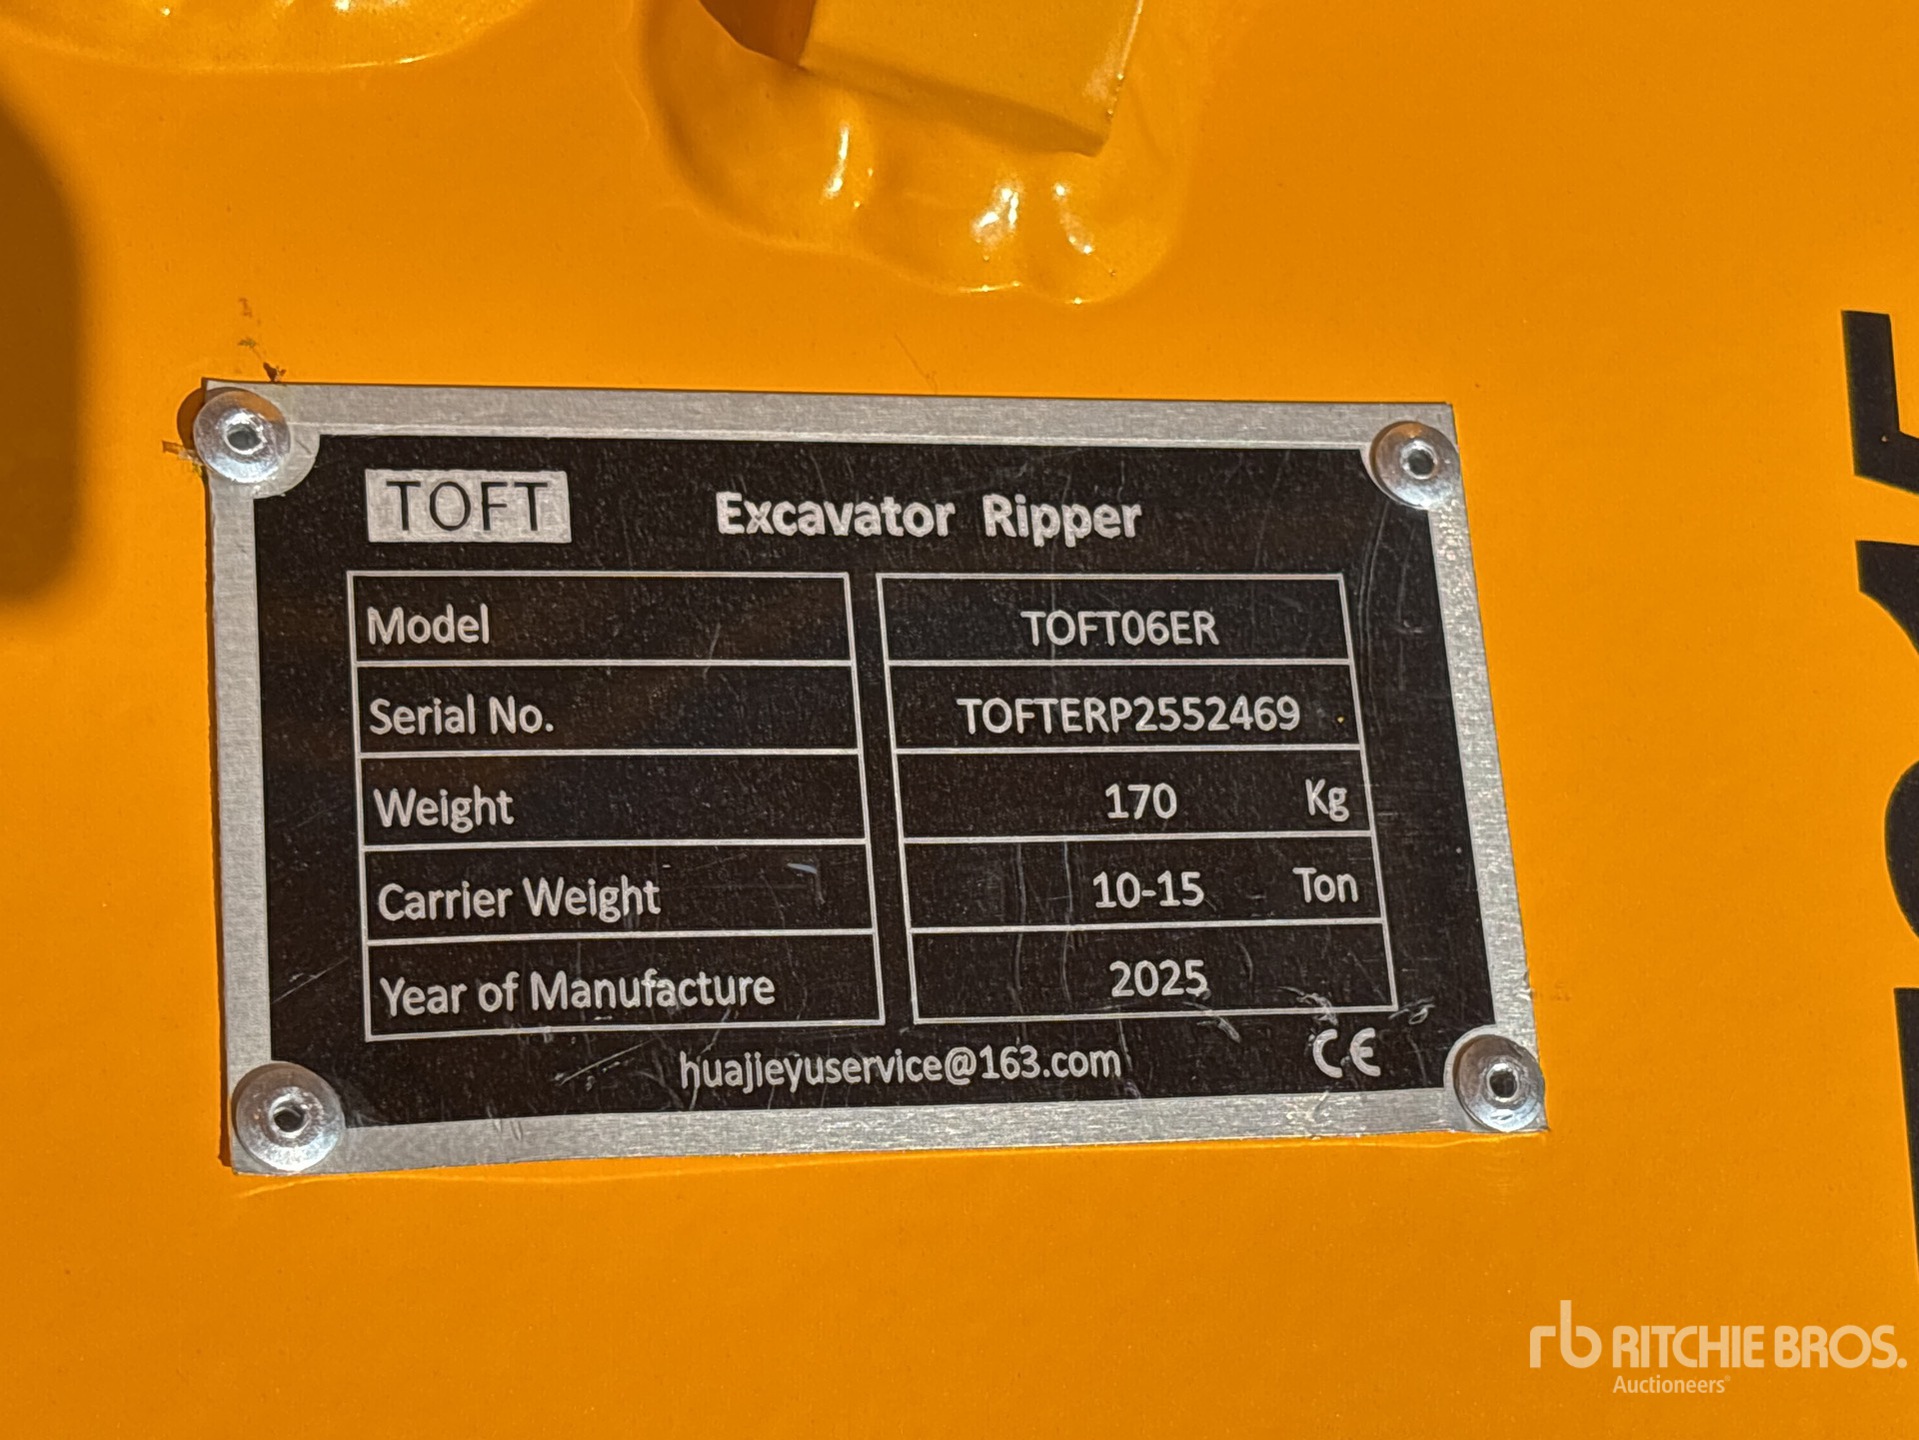 TOFT Excavator Ripper
Model TOFT06ER
Serial No. TOFTERP2552469
Weight 170 Kg
Carrier Weight 10-15 Ton
Year of Manufacture 2025
huajieyuservice@163.com CE
rb RITCHIE BROS.
Auctioneers